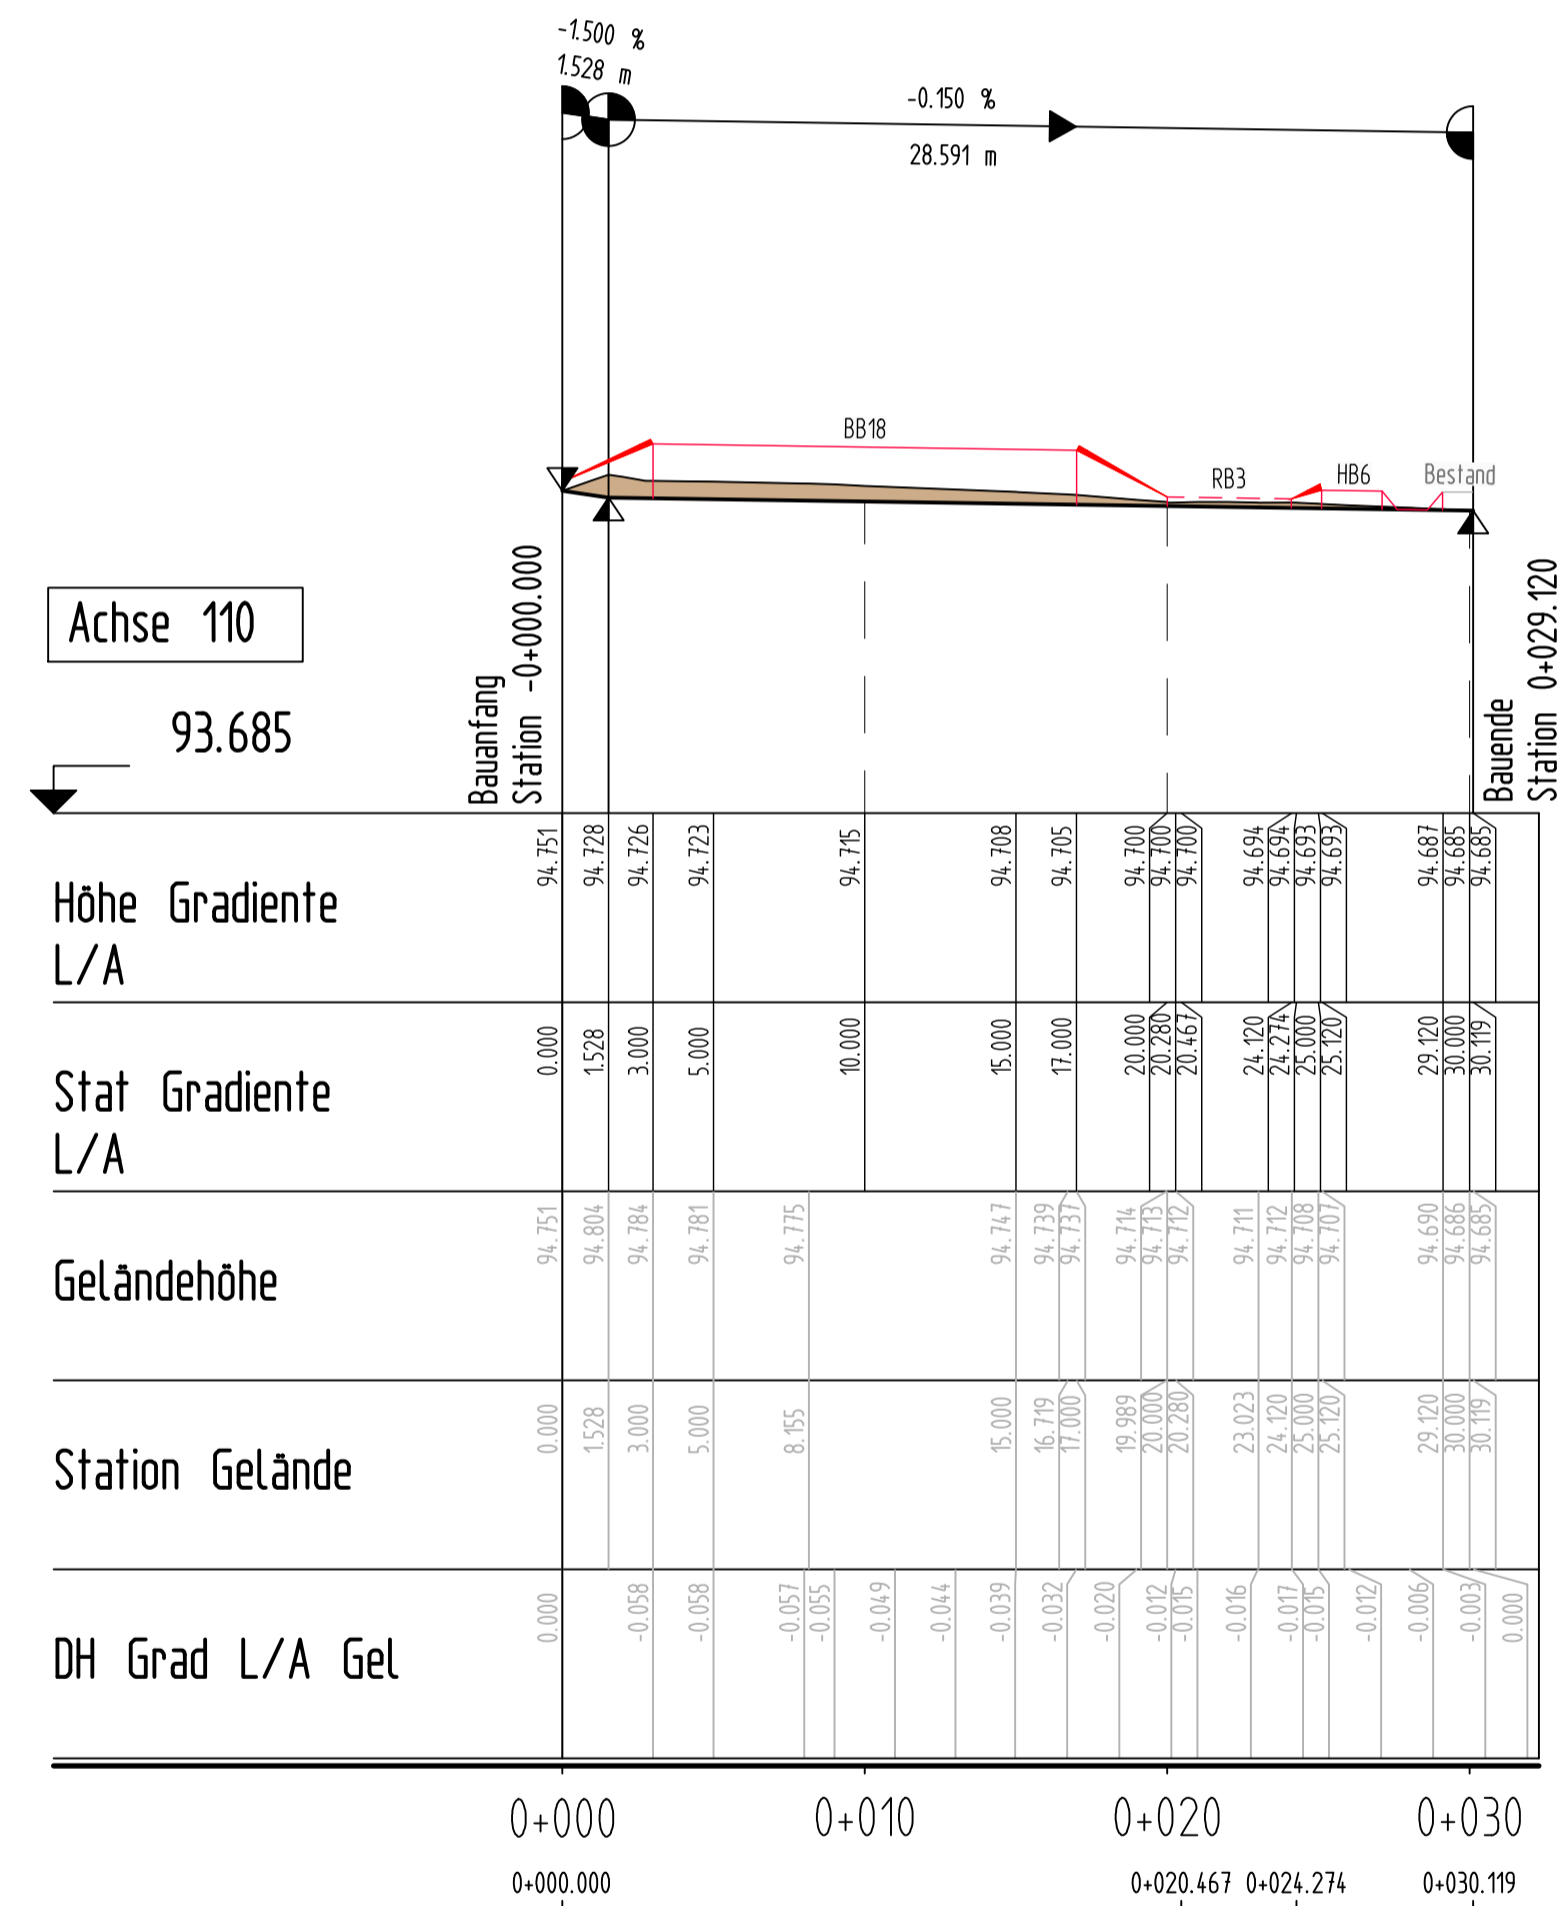 -1.500 %
1.528 m
-0.150 %
28.591 m
BB18
RB3
HB6
Bestand
Achse 110
93.685
Bauanfang
Station -0+000.000
Bauende
Station 0+029.120
Höhe Gradiente
L/A
94.751 94.728 94.726 94.723 94.715 94.708 94.705 94.700 94.700 94.700 94.694 94.694 94.693 94.693 94.687 94.685 94.685
Stat Gradiente
L/A
0.000 1.528 3.000 5.000 10.000 15.000 17.000 20.000 20.280 20.467 24.120 24.274 25.000 25.120 29.120 30.000 30.119
Geländehöhe
94.751 94.804 94.784 94.781 94.775 94.747 94.739 94.737 94.714 94.713 94.712 94.711 94.712 94.708 94.707 94.690 94.686 94.685
Station Gelände
0.000 1.528 3.000 5.000 8.155 15.000 16.719 17.000 19.989 20.000 20.280 23.023 24.120 25.000 25.120 29.120 30.000 30.119
DH Grad L/A Gel
0.000 -0.058 -0.058 -0.057 -0.055 -0.049 -0.044 -0.039 -0.032 -0.020 -0.012 -0.015 -0.016 -0.017 -0.015 -0.012 -0.006 -0.003 0.000
0+000 0+010 0+020 0+030
0+000.000 0+020.467 0+024.274 0+030.119